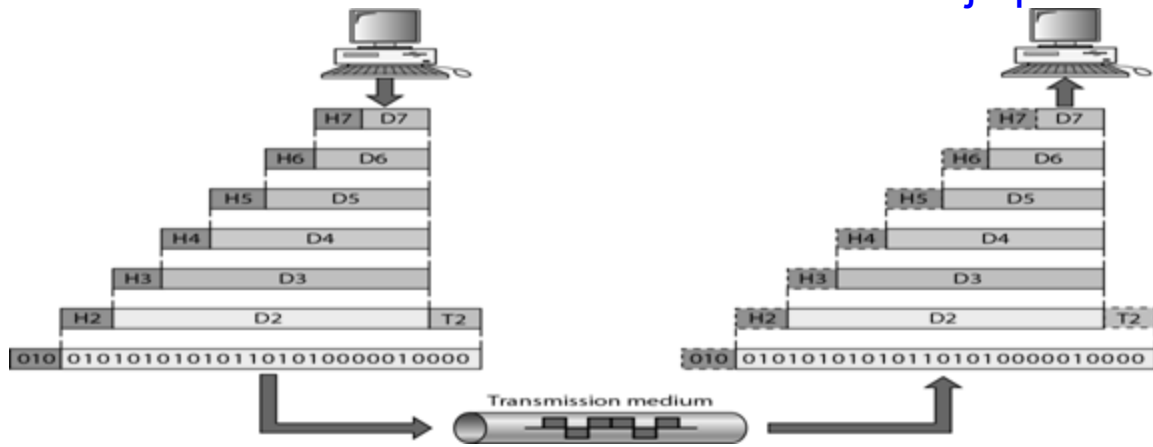 H7 D7 H7 D7
H6 D6 H6 D6
H5 D5 H5 D5
H4 D4 H4 D4
H3 D3 H3 D3
H2 D2 T2 H2 D2 T2
010 010101010101101010000010000 010 010101010101101010000010000
Transmission medium